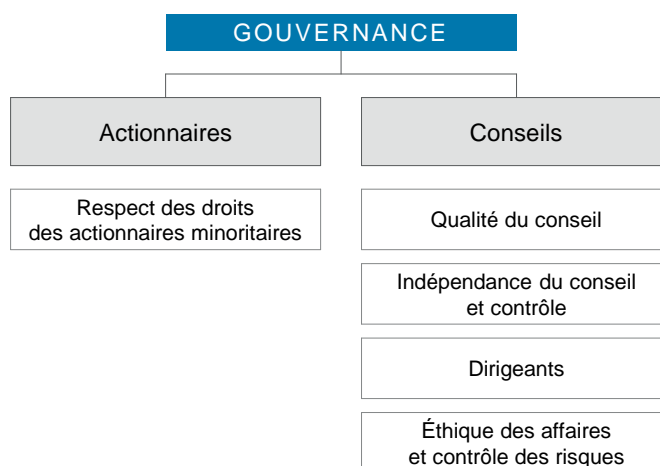 GOUVERNANCE
Actionnaires
Conseils
Respect des droits
des actionnaires minoritaires
Qualité du conseil
Indépendance du conseil
et contrôle
Dirigeants
Éthique des affaires
et contrôle des risques